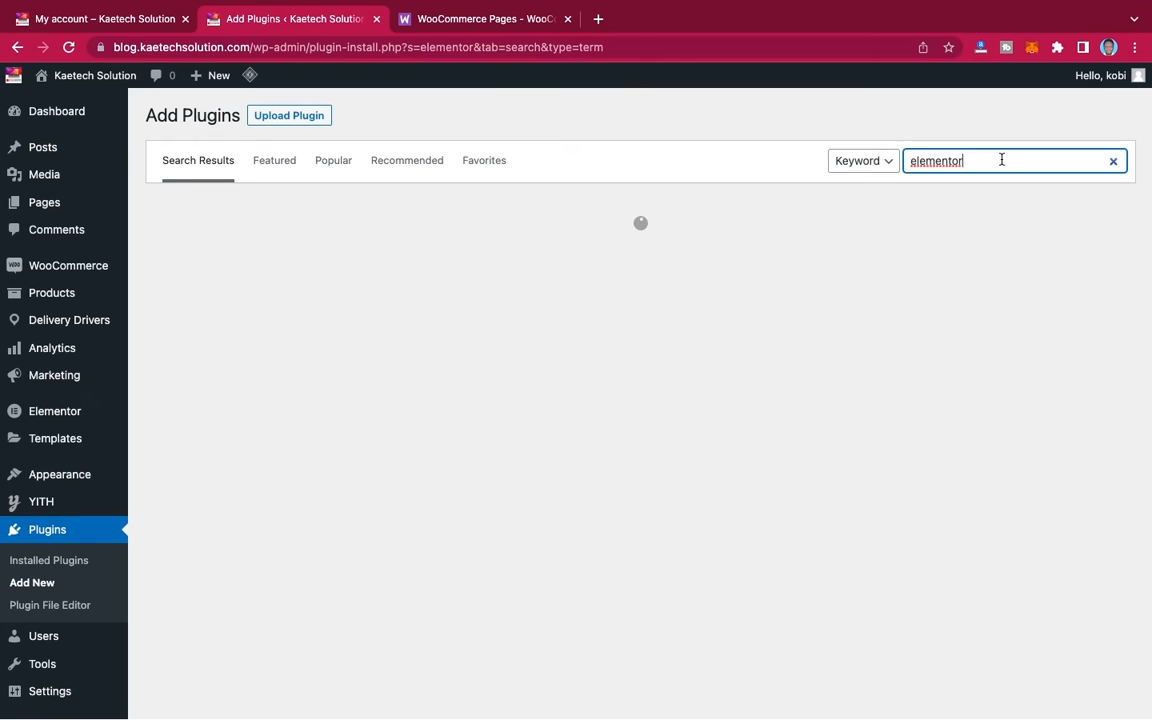 My account – Kaetech Solution
Add Plugins ‹ Kaetech Solution
WooCommerce Pages - WooC
blog.kaetechsolution.com/wp-admin/plugin-install.php?s=elementor&tab=search&type=term
Kaetech Solution
0
New
Hello, kobi
Dashboard
Posts
Media
Pages
Comments
WooCommerce
Products
Delivery Drivers
Analytics
Marketing
Elementor
Templates
Appearance
YITH
Plugins
Installed Plugins
Add New
Plugin File Editor
Users
Tools
Settings
Add Plugins
Upload Plugin
Search Results
Featured
Popular
Recommended
Favorites
Keyword
elementor